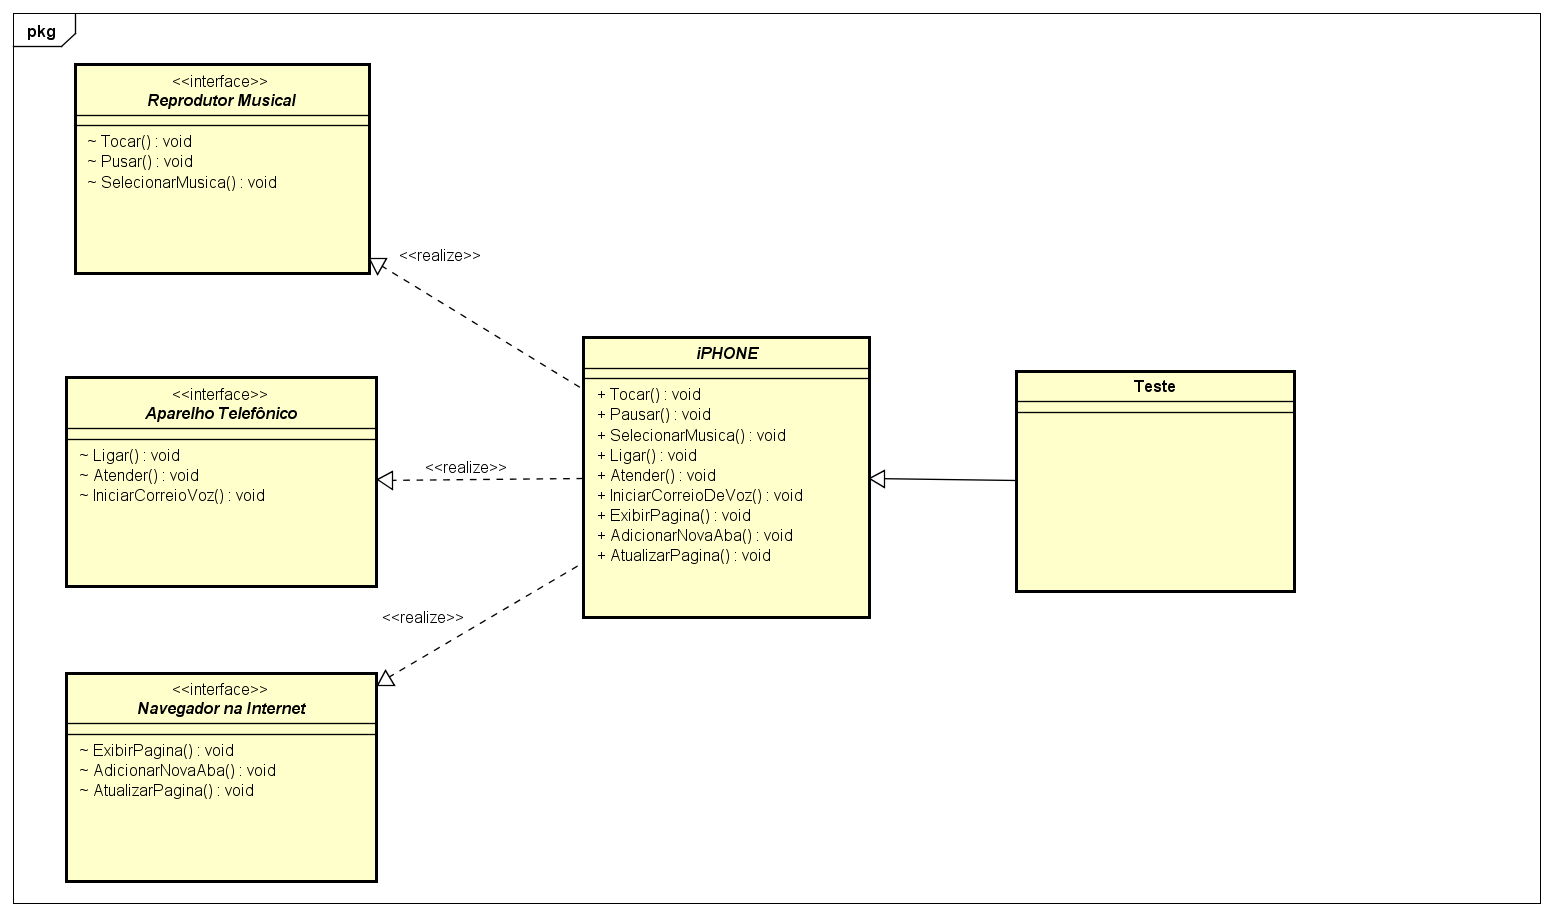 pkg
<<interface>>
Reprodutor Musical
~ Tocar() : void
~ Pusar() : void
~ SelecionarMusica() : void
<<realize>>
<<interface>>
Aparelho Telefônico
~ Ligar() : void
~ Atender() : void
~ IniciarCorreioVoz() : void
<<realize>>
iPHONE
+ Tocar() : void
+ Pausar() : void
+ SelecionarMusica() : void
+ Ligar() : void
+ Atender() : void
+ IniciarCorreioDeVoz() : void
+ ExibirPagina() : void
+ AdicionarNovaAba() : void
+ AtualizarPagina() : void
Teste
<<realize>>
<<interface>>
Navegador na Internet
~ ExibirPagina() : void
~ AdicionarNovaAba() : void
~ AtualizarPagina() : void